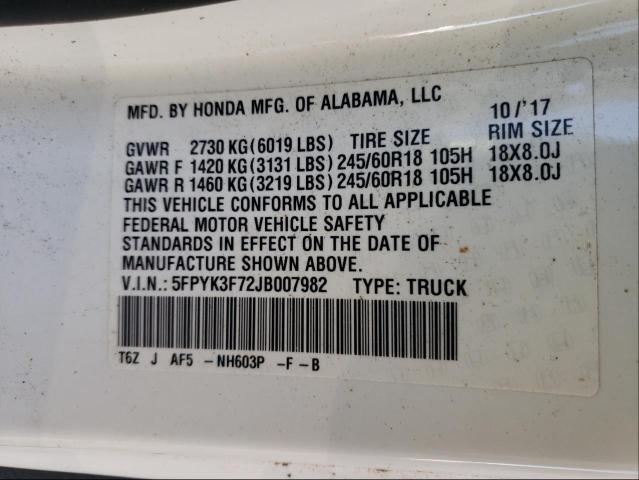 MFD. BY HONDA MFG. OF ALABAMA, LLC 10/'17
GVWR 2730 KG(6019 LBS) TIRE SIZE RIM SIZE
GAWR F 1420 KG(3131 LBS) 245/60R18 105H 18X8.0J
GAWR R 1460 KG(3219 LBS) 245/60R18 105H 18X8.0J
THIS VEHICLE CONFORMS TO ALL APPLICABLE
FEDERAL MOTOR VEHICLE SAFETY
STANDARDS IN EFFECT ON THE DATE OF
MANUFACTURE SHOWN ABOVE.
V.I.N.: 5FPYK3F72JB007982 TYPE: TRUCK
T6Z J AF5 -NH603P -F-B